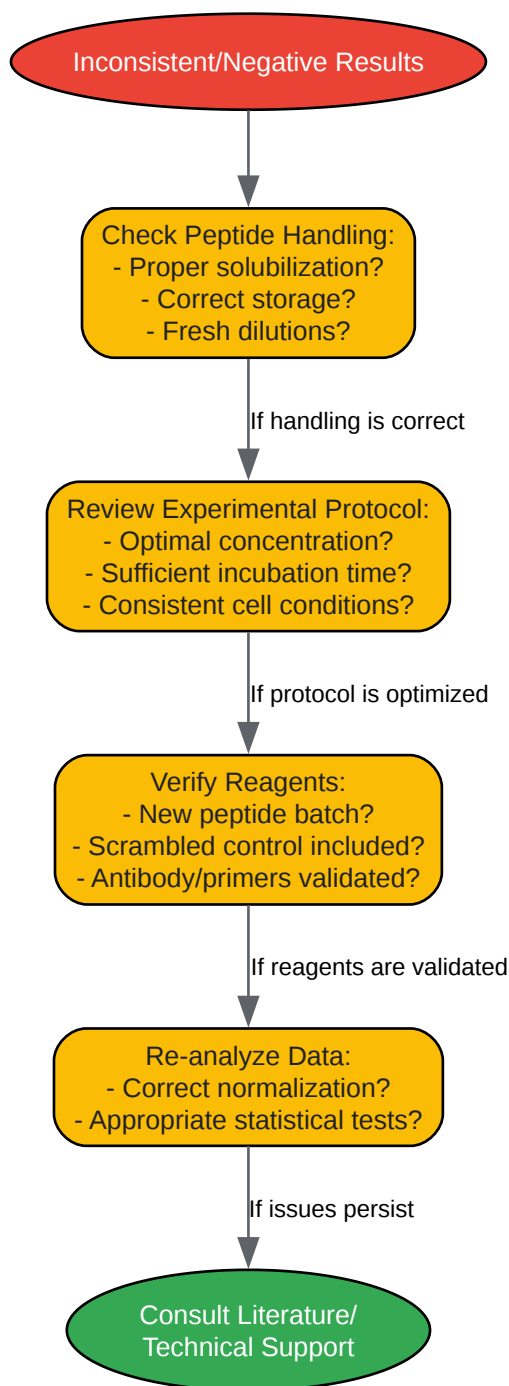 Inconsistent/Negative Results
Check Peptide Handling:
- Proper solubilization?
- Correct storage?
- Fresh dilutions?
If handling is correct
Review Experimental Protocol:
- Optimal concentration?
- Sufficient incubation time?
- Consistent cell conditions?
If protocol is optimized
Verify Reagents:
- New peptide batch?
- Scrambled control included?
- Antibody/primers validated?
If reagents are validated
Re-analyze Data:
- Correct normalization?
- Appropriate statistical tests?
If issues persist
Consult Literature/
Technical Support